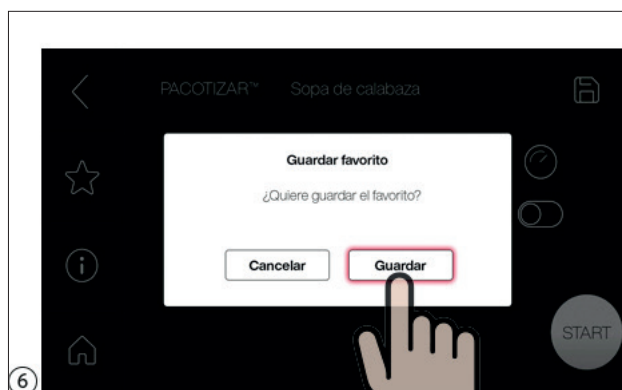 PACOTIZAR™ Sopa de calabaza
Guardar favorito
¿Quiere guardar el favorito?
Cancelar Guardar
START
6